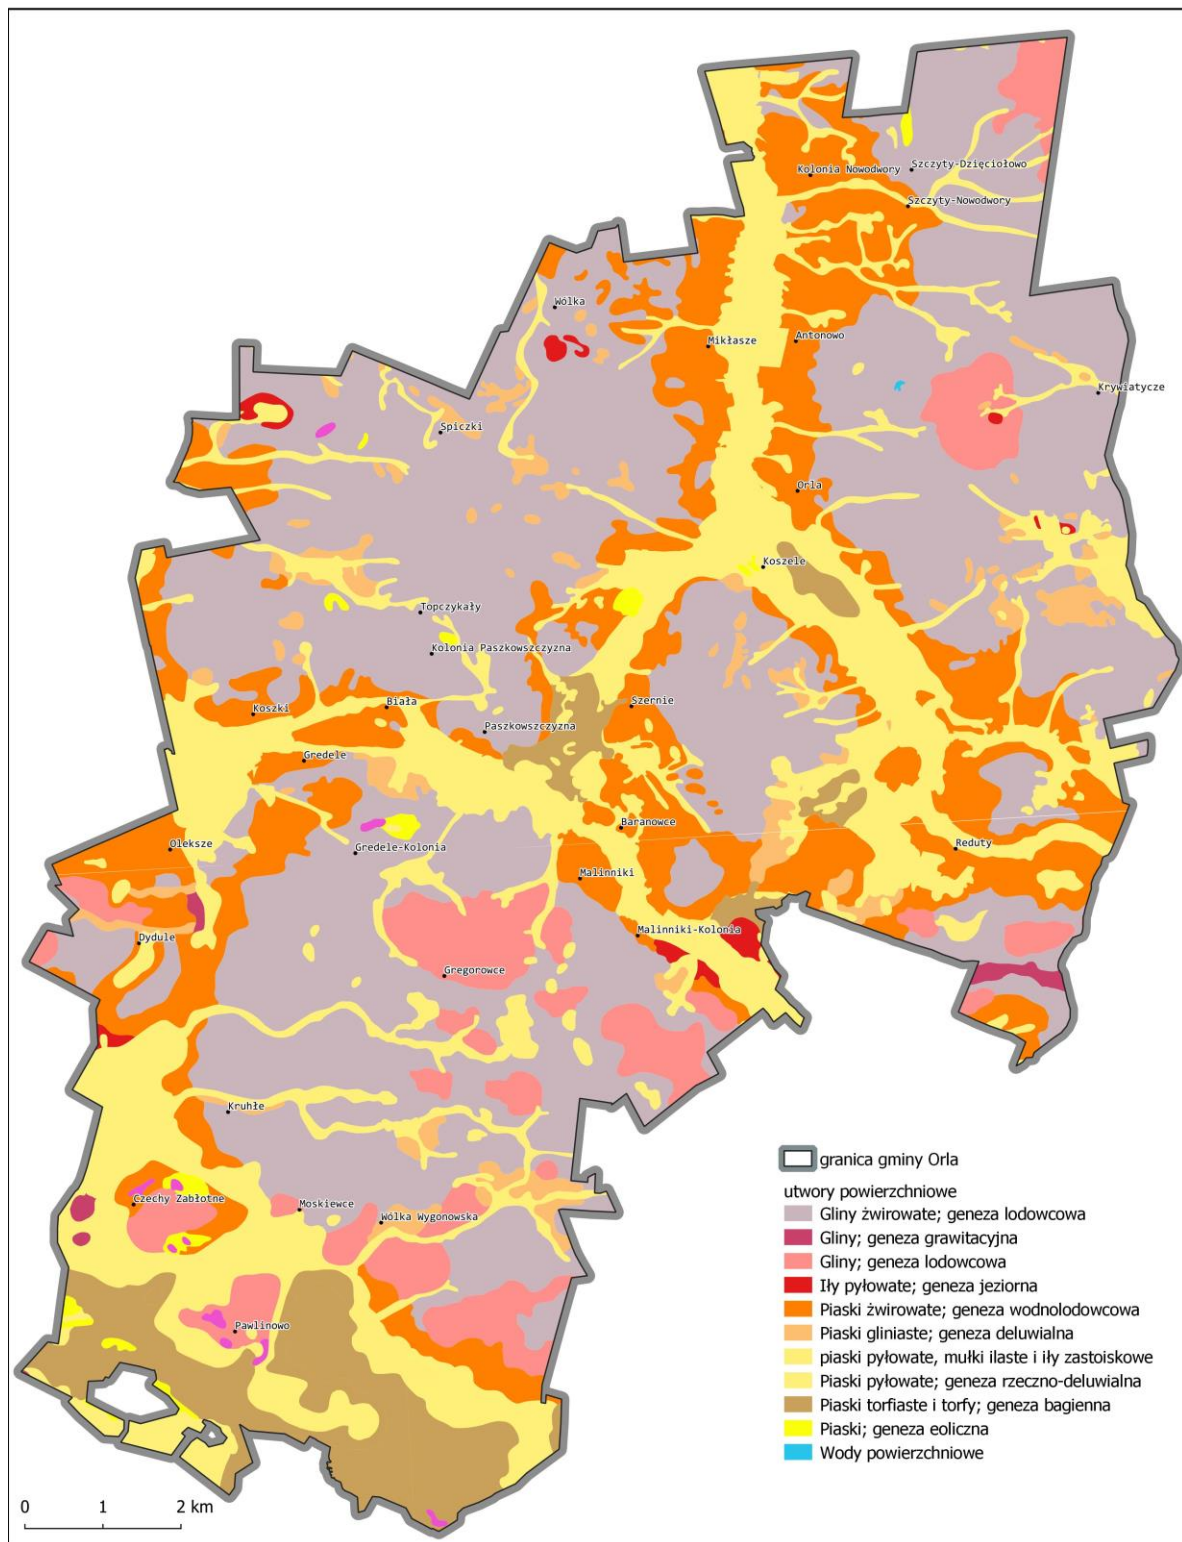 Kolonia Nowodwory
Szczyty-Dzięciołowo
Szczyty-Nowodwory
Wólka
Mikłasze
Antonowo
Krywiatycze
Spiczki
Orla
Koszele
Topczykały
Kolonia Paszkowszczyzna
Koszki
Biała
Szernie
Paszkowszczyzna
Gredele
Baranowce
Oleksze
Gredele-Kolonia
Reduty
Malinniki
Dydule
Malinniki-Kolonia
Gregorowce
Kruhłe
Czechy Zabłotne
Moskiewce
Wólka Wygonowska
Pawlinowo
granica gminy Orla
utwory powierzchniowe
Gliny żwirowate; geneza lodowcowa
Gliny; geneza grawitacyjna
Gliny; geneza lodowcowa
Iły pyłowate; geneza jeziorna
Piaski żwirowate; geneza wodnolodowcowa
Piaski gliniaste; geneza deluwialna
piaski pyłowate, mułki ilaste i iły zastoiskowe
Piaski pyłowate; geneza rzeczno-deluwialna
Piaski torfiaste i torfy; geneza bagienna
Piaski; geneza eoliczna
Wody powierzchniowe
0 1 2 km